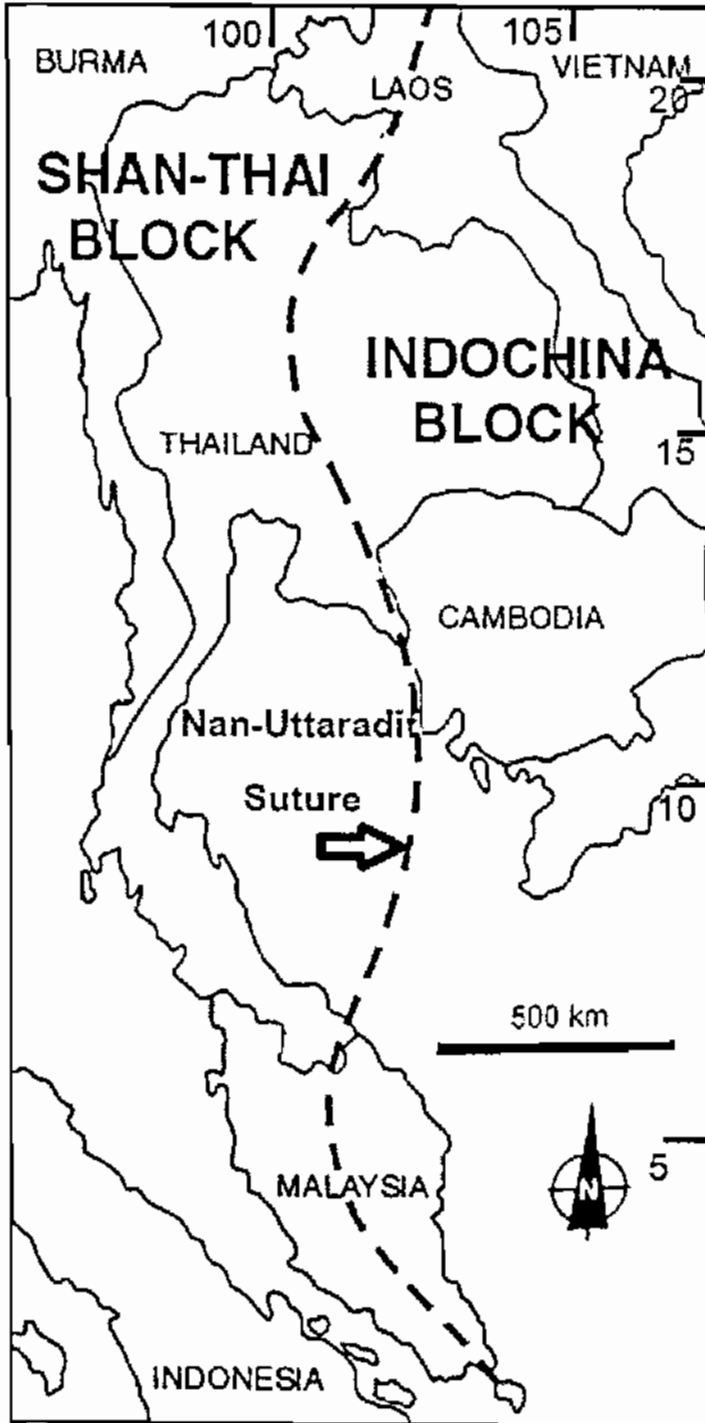 100
105
BURMA
VIETNAM
LAOS
20
SHAN-THAI
BLOCK
INDOCHINA
BLOCK
THAILAND
15
CAMBODIA
Nan-Uttaradit
Suture
10
500 km
5
N
MALAYSIA
INDONESIA